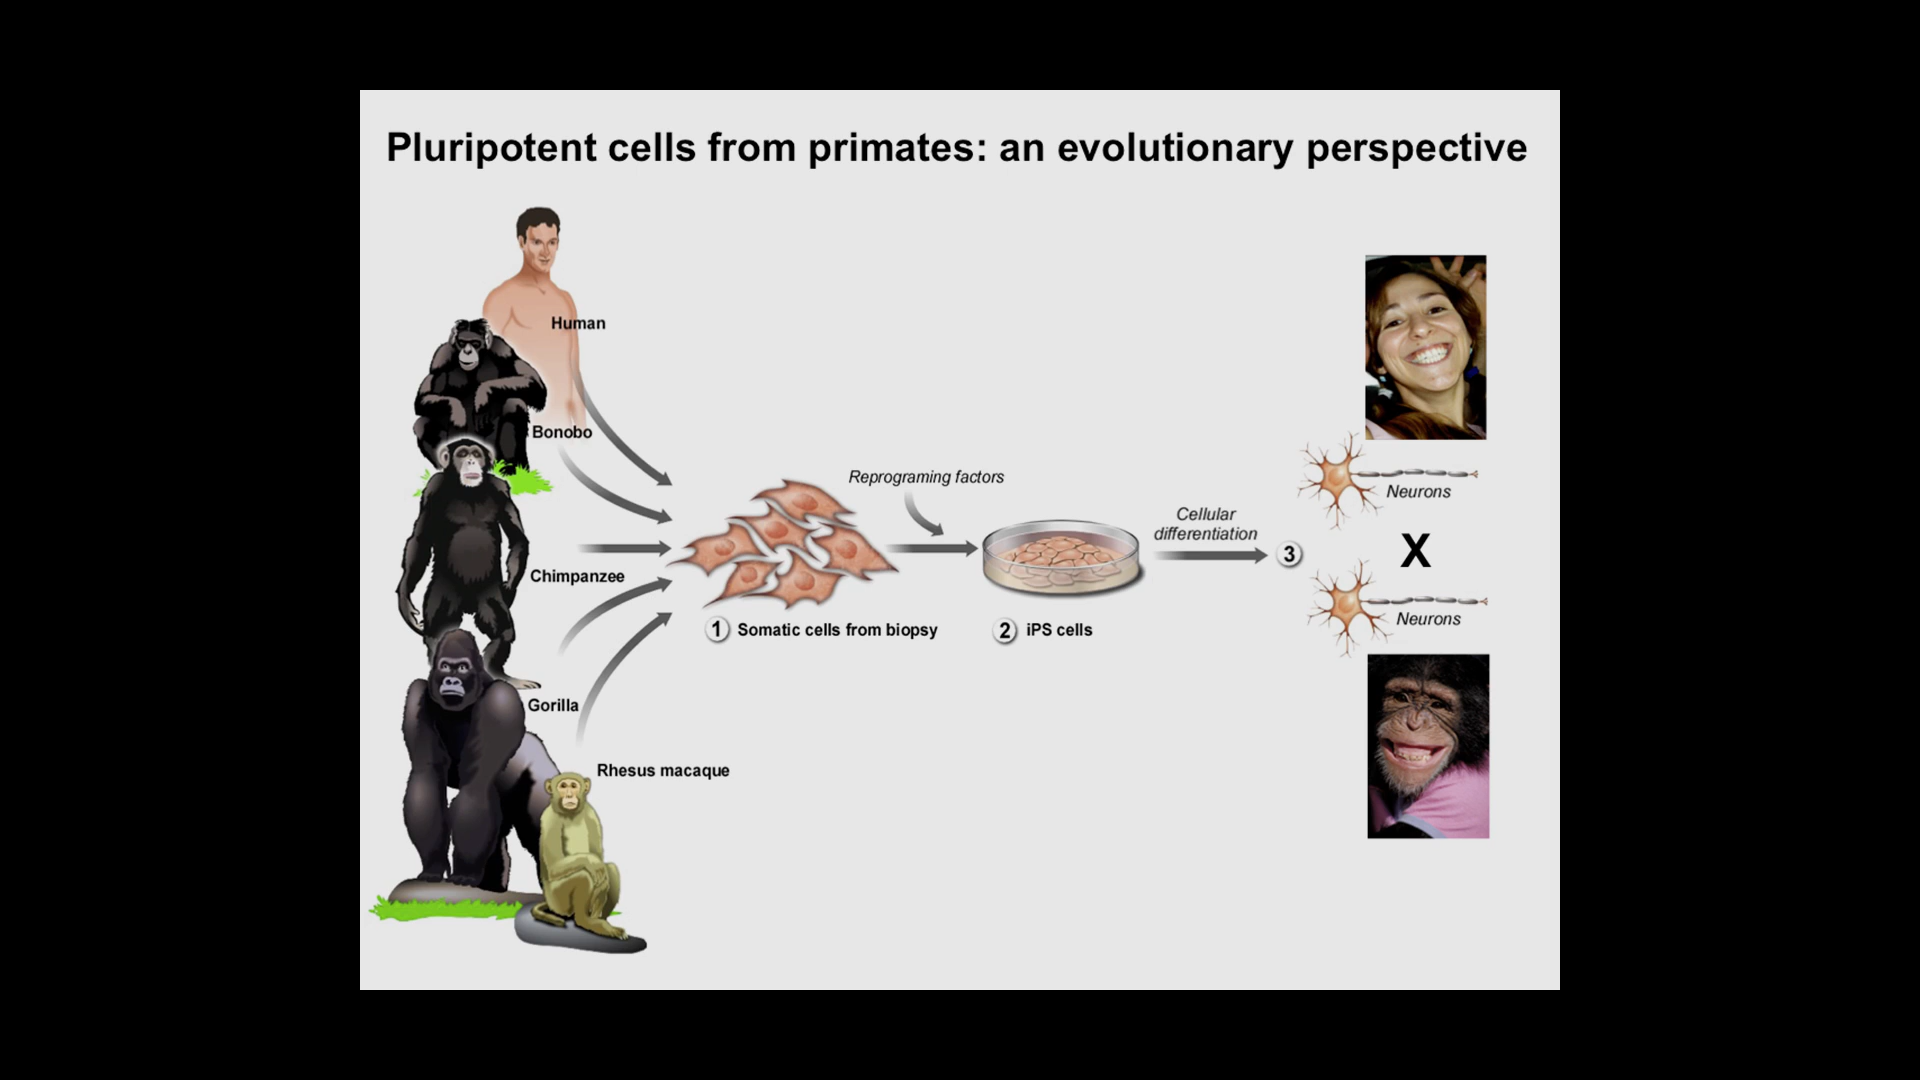 Pluripotent cells from primates: an evolutionary perspective
Human
Bonobo
Chimpanzee
Gorilla
Rhesus macaque
1 Somatic cells from biopsy
Reprograming factors
2 iPS cells
Cellular
differentiation
3
Neurons
X
Neurons